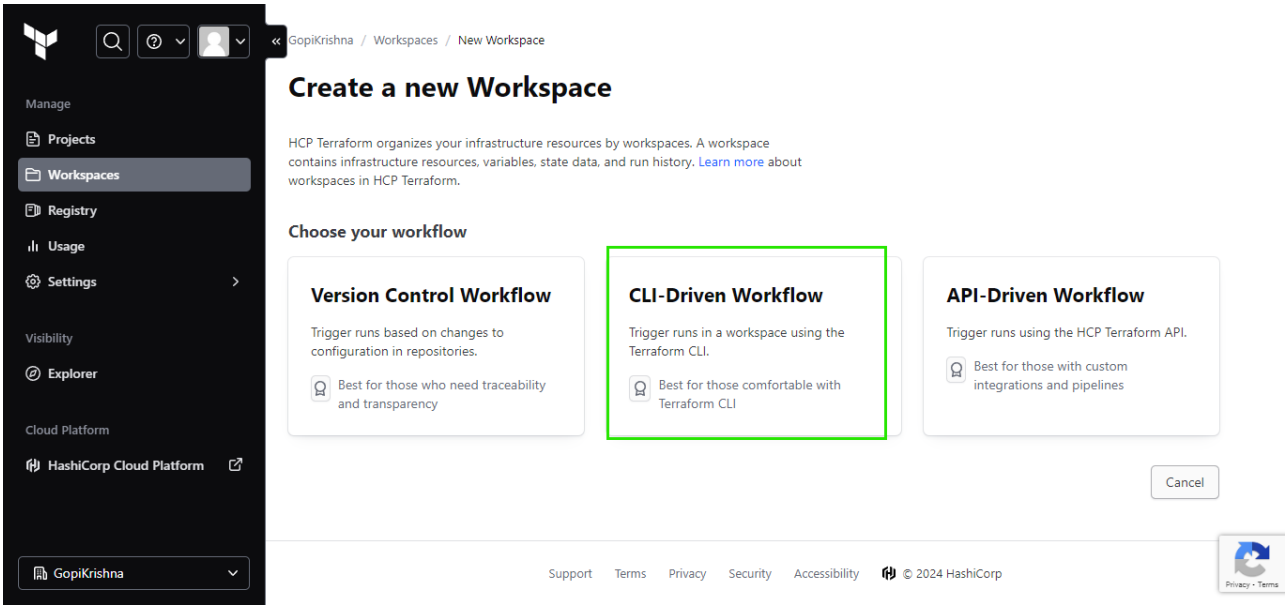 Manage
Projects
Workspaces
Registry
Usage
Settings
Visibility
Explorer
Cloud Platform
HashiCorp Cloud Platform
GopiKrishna
GopiKrishna / Workspaces / New Workspace
Create a new Workspace
HCP Terraform organizes your infrastructure resources by workspaces. A workspace
contains infrastructure resources, variables, state data, and run history. Learn more about
workspaces in HCP Terraform.
Choose your workflow
Version Control Workflow
Trigger runs based on changes to
configuration in repositories.
Best for those who need traceability
and transparency
CLI-Driven Workflow
Trigger runs in a workspace using the
Terraform CLI.
Best for those comfortable with
Terraform CLI
API-Driven Workflow
Trigger runs using the HCP Terraform API.
Best for those with custom
integrations and pipelines
Cancel
Support Terms Privacy Security Accessibility © 2024 HashiCorp
Privacy - Terms